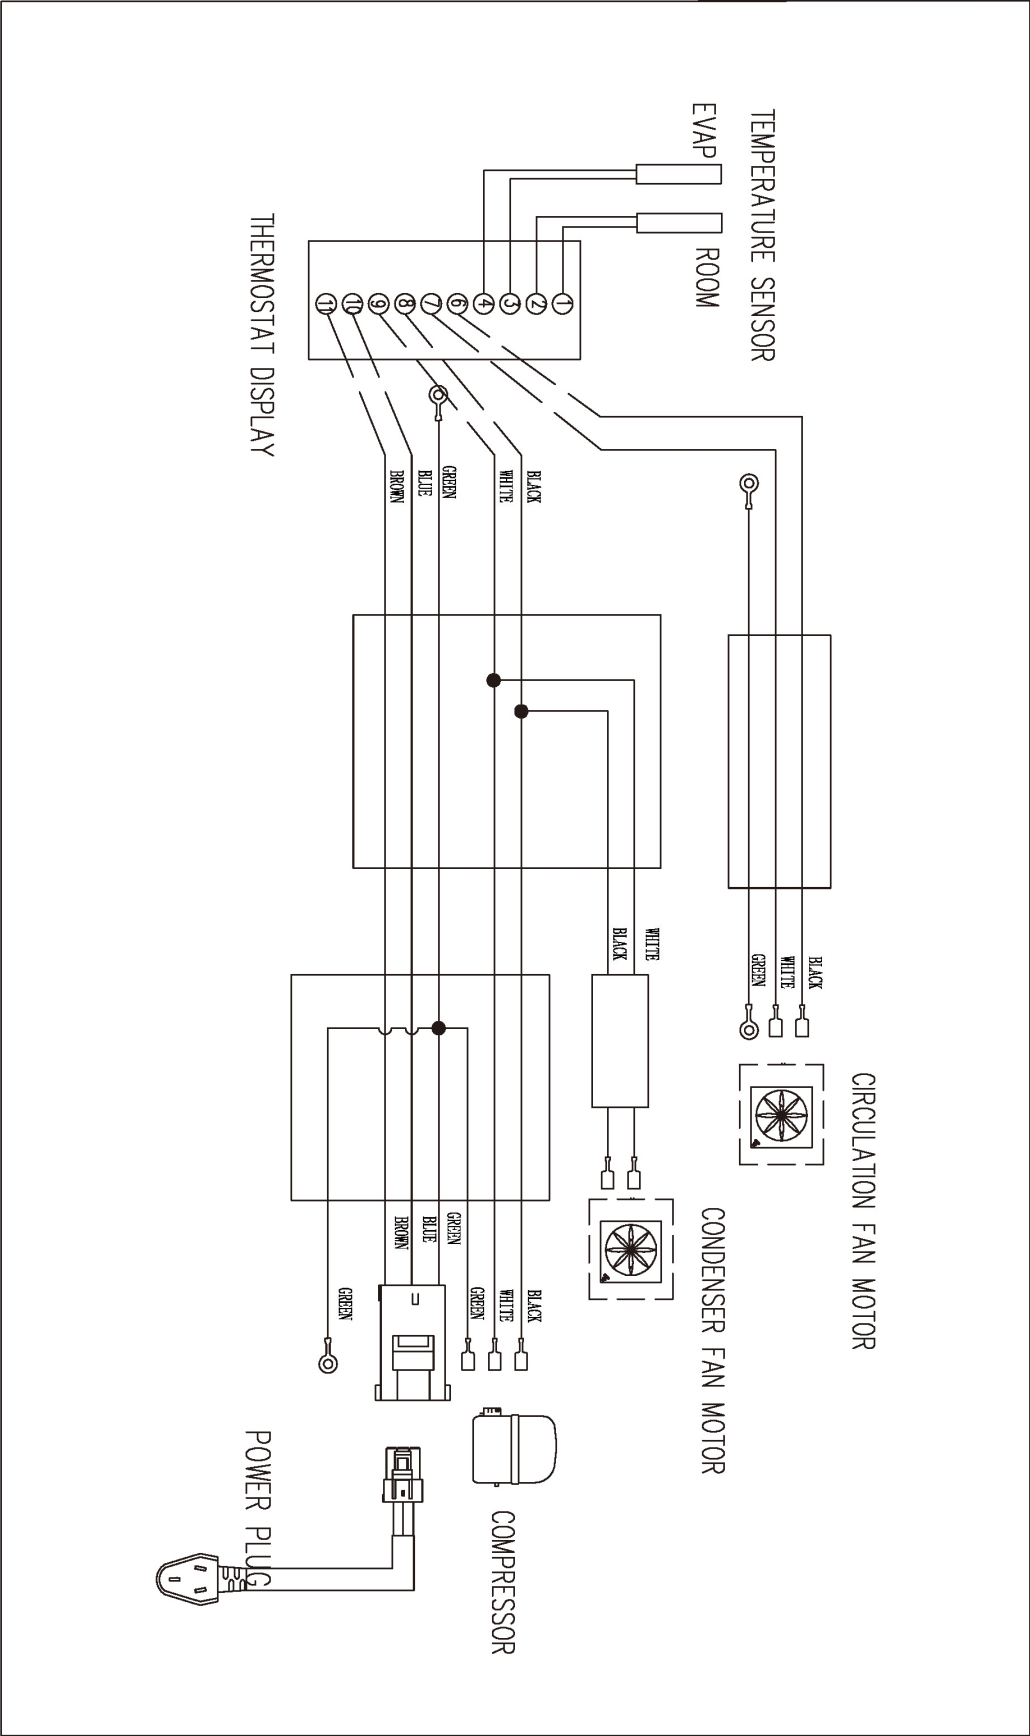 TEMPERATURE SENSOR
EVAP
ROOM
1
2
3
4
6
7
8
9
10
11
THERMOSTAT DISPLAY
BLACK
WHITE
GREEN
BLUE
BROWN
WHITE
BLACK
BLACK
WHITE
GREEN
CIRCULATION FAN MOTOR
CONDENSER FAN MOTOR
GREEN
BLUE
BROWN
BLACK
WHITE
GREEN
GREEN
COMPRESSOR
POWER PLUG